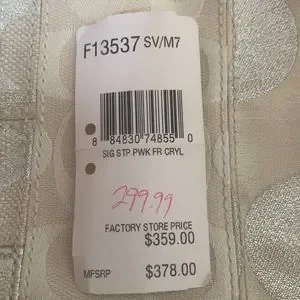 F13537 SV/M7
8 84830 74855 0
SIG STP PWK FR CRYL
299.99
FACTORY STORE PRICE
$359.00
MFSRP $378.00